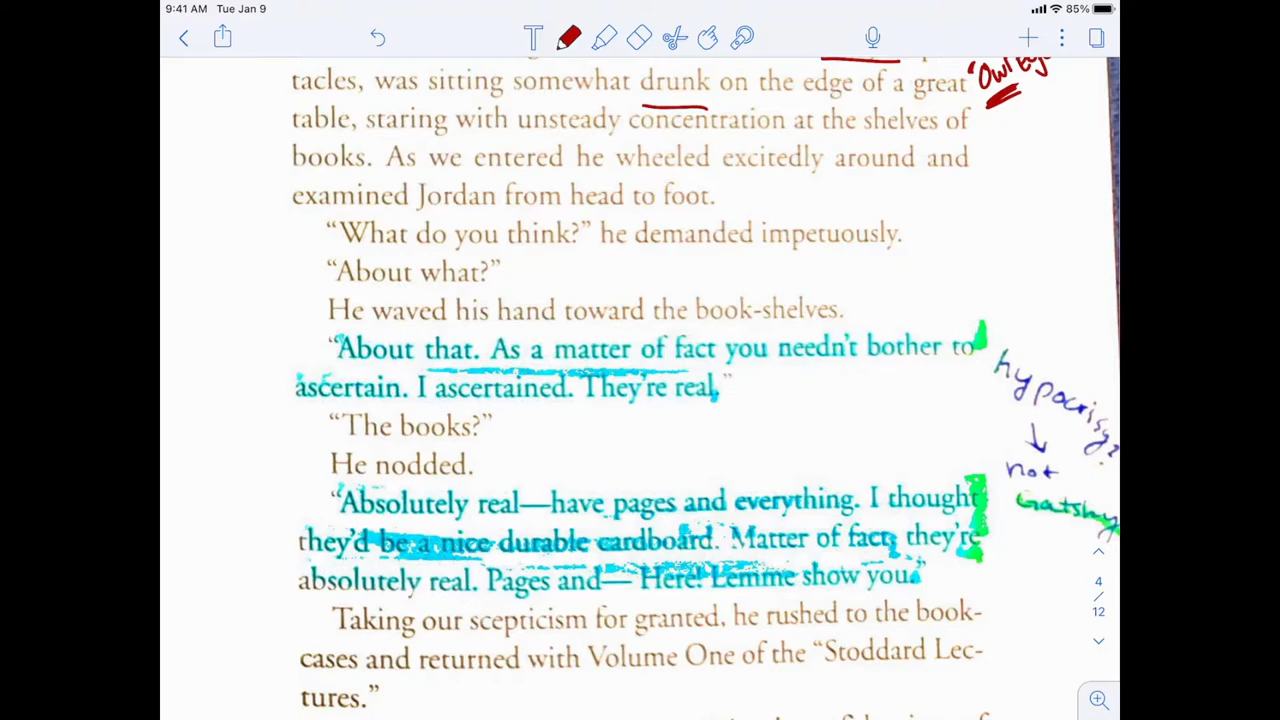 9:41 AM Tue Jan 9
85%
tacles, was sitting somewhat drunk on the edge of a great
table, staring with unsteady concentration at the shelves of
books. As we entered he wheeled excitedly around and
examined Jordan from head to foot.
“What do you think?” he demanded impetuously.
“About what?”
He waved his hand toward the book-shelves.
“About that. As a matter of fact you needn't bother to
ascertain. I ascertained. They're real.”
“The books?”
He nodded.
“Absolutely real—have pages and everything. I thought
they'd be a nice durable cardboard. Matter of fact, they're
absolutely real. Pages and— Here! Lemme show you.”
Taking our scepticism for granted, he rushed to the book-
cases and returned with Volume One of the “Stoddard Lec-
tures.”
hypocrisy?
not
Gatsby
4
/
12